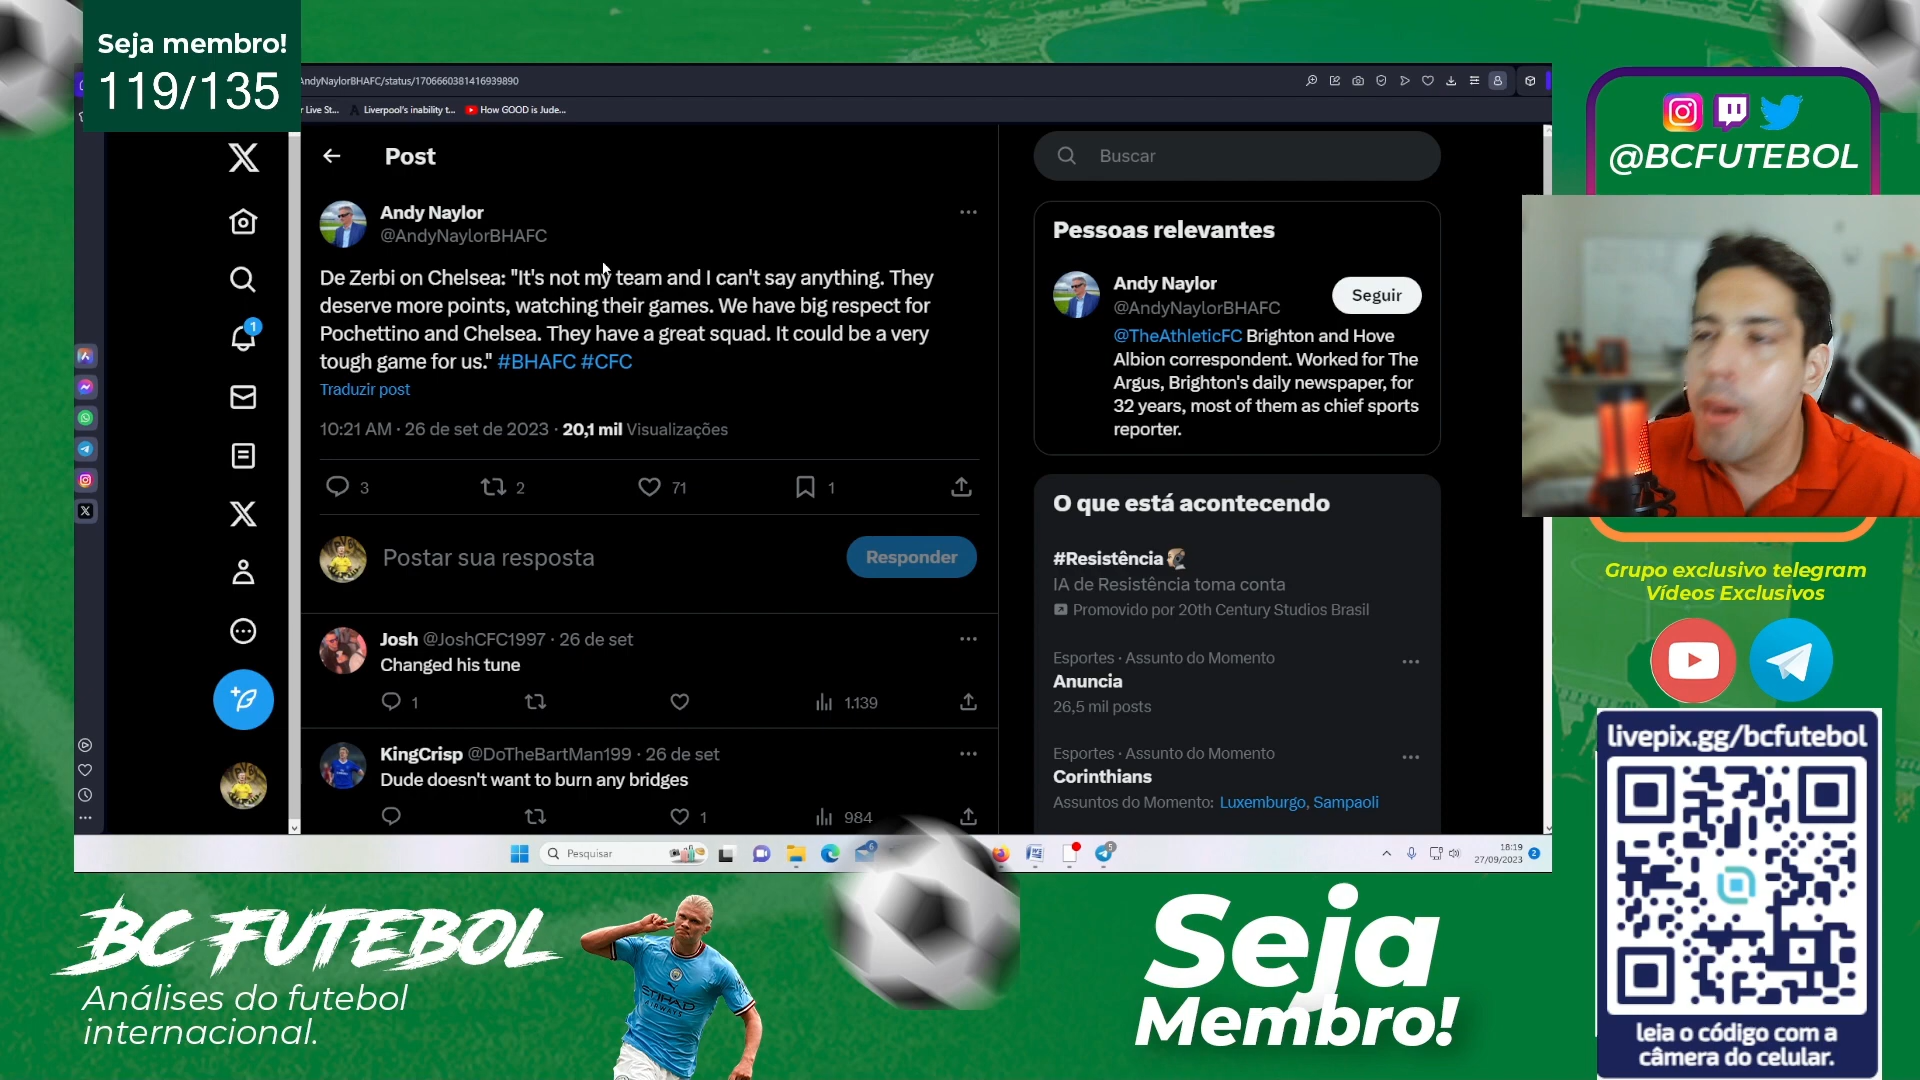 Seja membro!
119/135
AndyNaylorBHAFC/status/1706660381416939890
r Live St...
Liverpool's inability t...
How GOOD is Jude...
Post
Andy Naylor
@AndyNaylorBHAFC
De Zerbi on Chelsea: "It's not my team and I can't say anything. They
deserve more points, watching their games. We have big respect for
Pochettino and Chelsea. They have a great squad. It could be a very
tough game for us." #BHAFC #CFC
Traduzir post
10:21 AM · 26 de set de 2023 · 20,1 mil Visualizações
3
2
71
1
Postar sua resposta
Responder
Josh @JoshCFC1997 · 26 de set
Changed his tune
1
1.139
KingCrisp @DoTheBartMan199 · 26 de set
Dude doesn't want to burn any bridges
1
984
1
Buscar
Pessoas relevantes
Andy Naylor
@AndyNaylorBHAFC
Seguir
@TheAthleticFC Brighton and Hove
Albion correspondent. Worked for The
Argus, Brighton's daily newspaper, for
32 years, most of them as chief sports
reporter.
O que está acontecendo
#Resistência
IA de Resistência toma conta
Promovido por 20th Century Studios Brasil
Esportes · Assunto do Momento
Anuncia
26,5 mil posts
Esportes · Assunto do Momento
Corinthians
Assuntos do Momento: Luxemburgo, Sampaoli
Pesquisar
6
5
18:19
27/09/2023
2
@BCFUTEBOL
Grupo exclusivo telegram
Vídeos Exclusivos
livepix.gg/bcfutebol
leia o código com a
câmera do celular.
BC FUTEBOL
Análises do futebol
internacional.
ETIHAD
AIRWAYS
Seja
Membro!